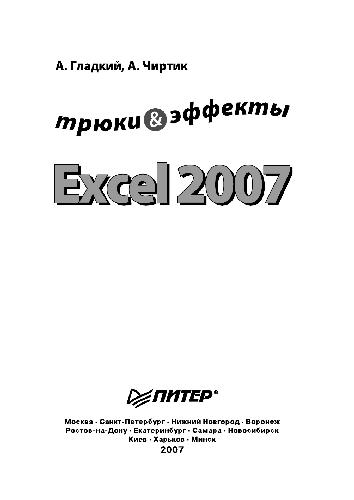 А. Гладкий, А. Чиртик
трюки & эффекты
Excel 2007
ПИТЕР®
Москва · Санкт-Петербург · Нижний Новгород · Воронеж
Ростов-на-Дону · Екатеринбург · Самара · Новосибирск
Киев · Харьков · Минск
2007